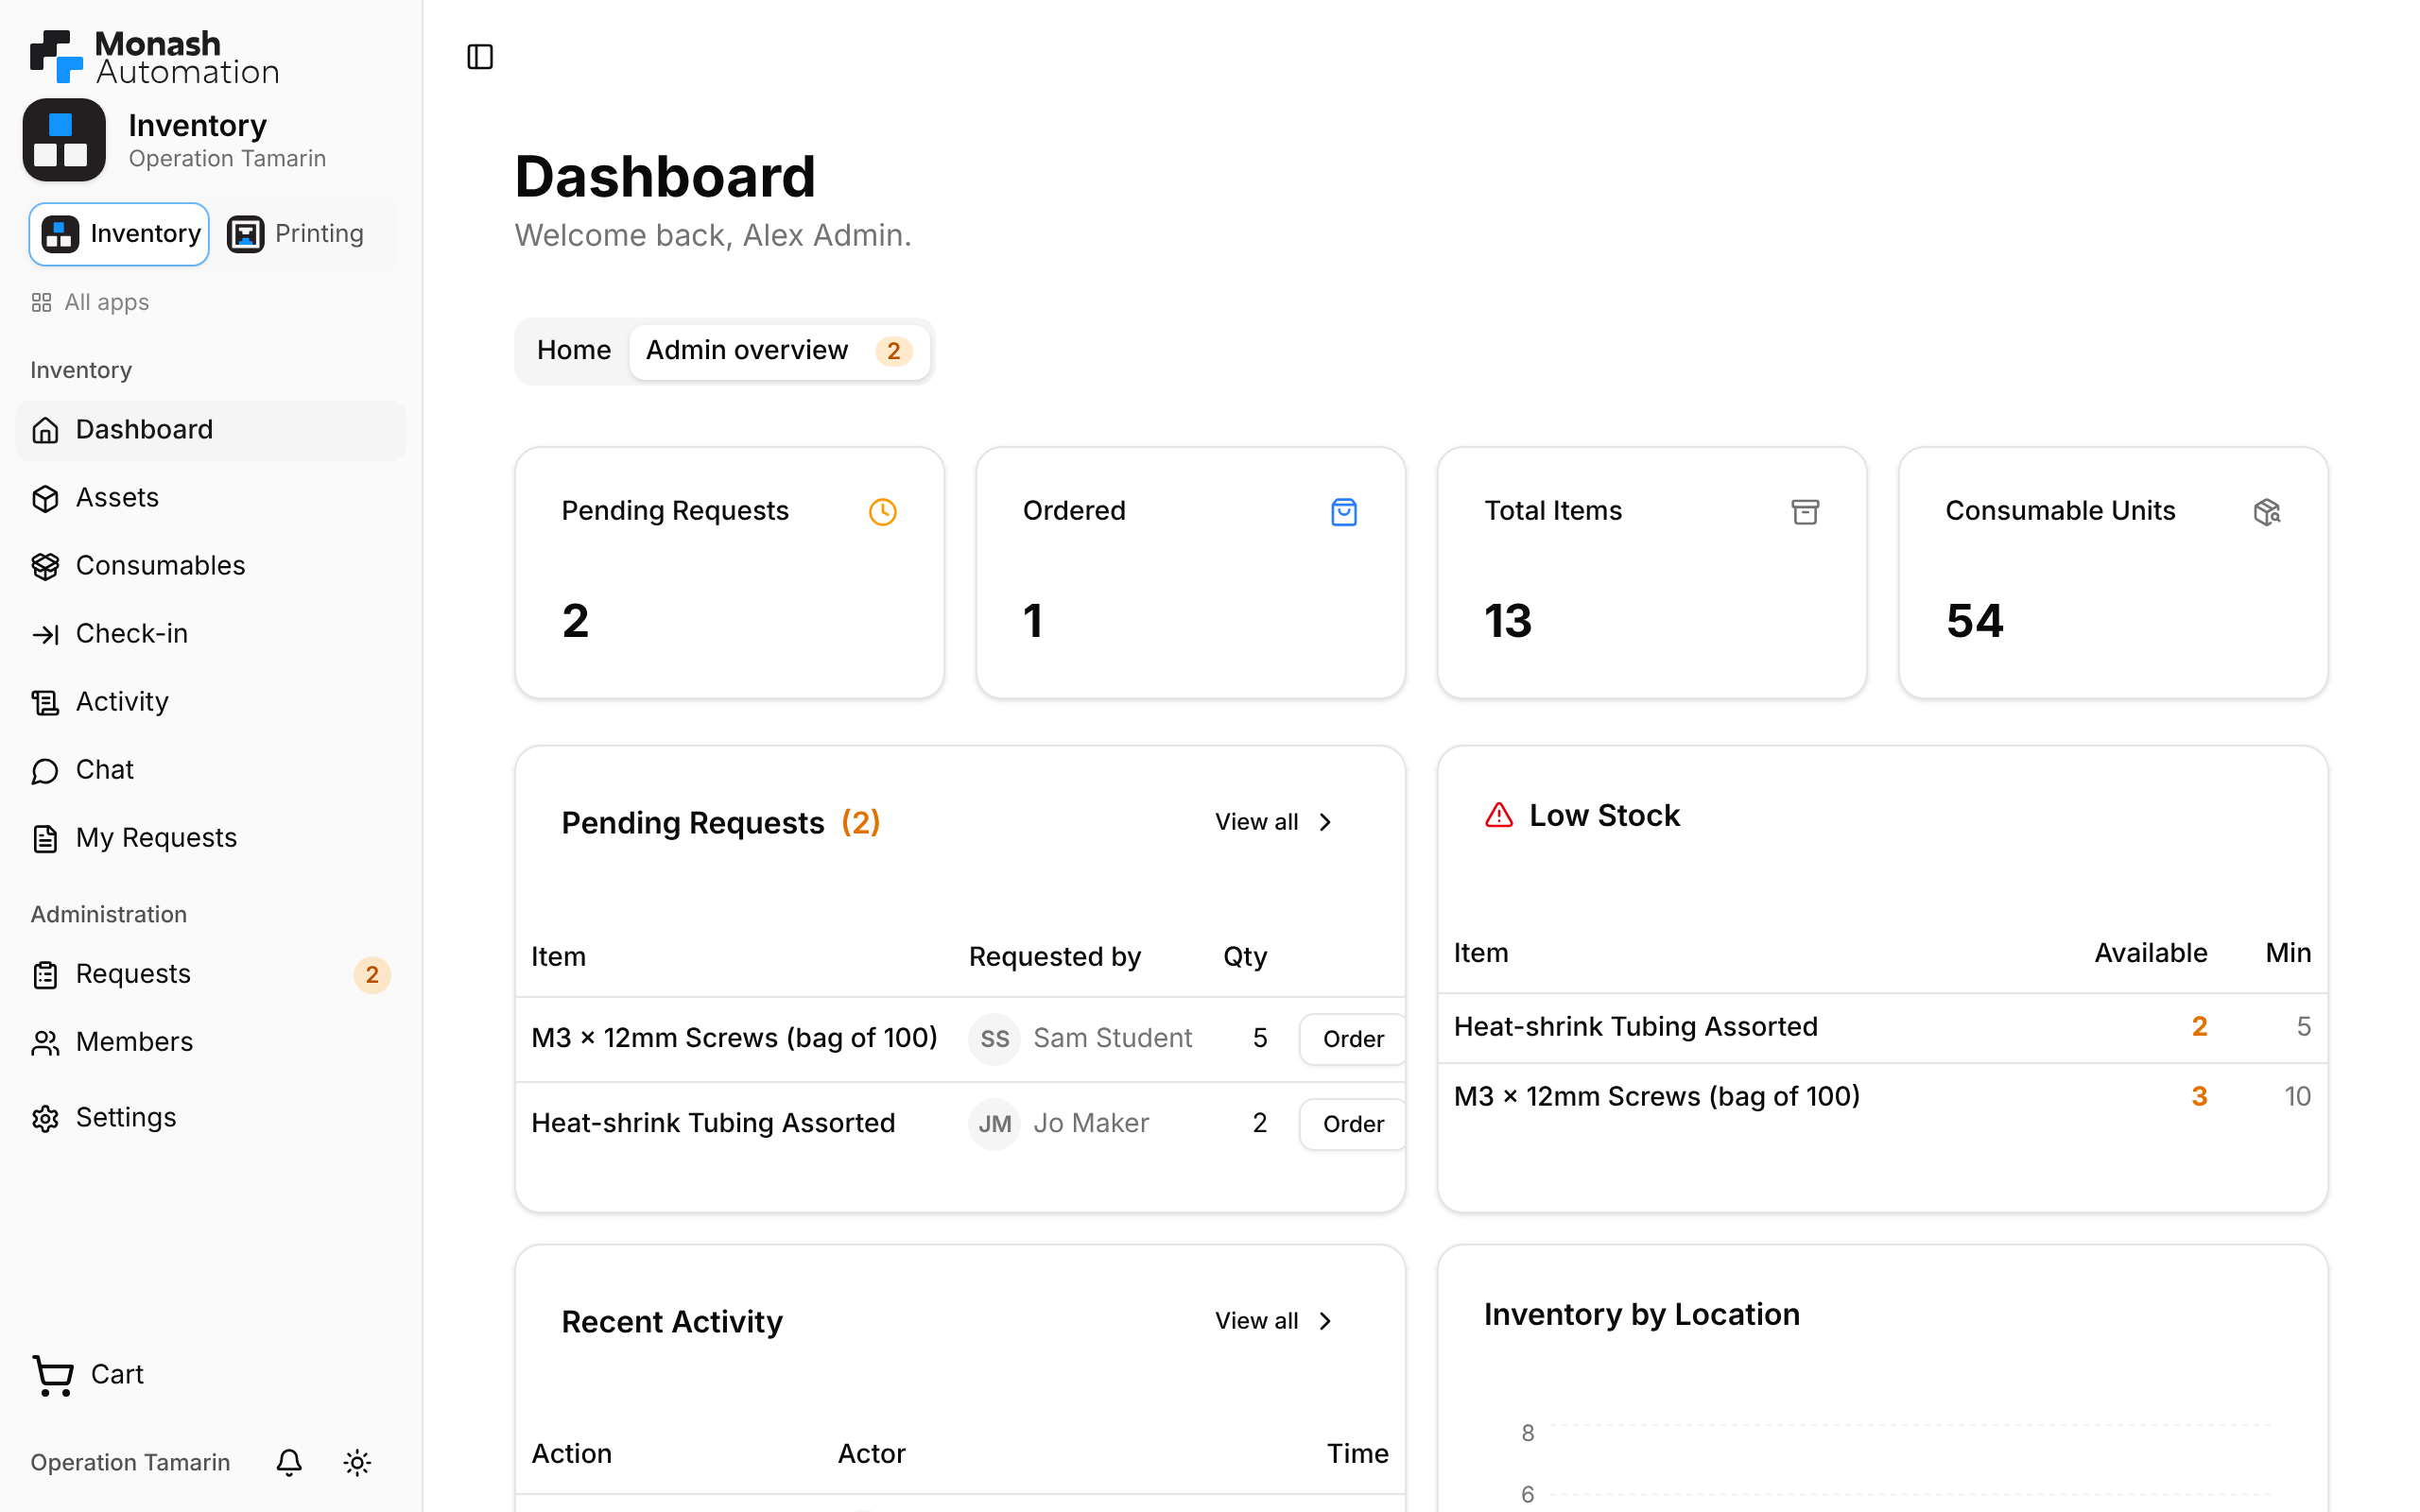 Monash
Automation
Inventory
Operation Tamarin
Inventory
Printing
All apps
Inventory
Dashboard
Assets
Consumables
Check-in
Activity
Chat
My Requests
Administration
Requests 2
Members
Settings
Cart
Operation Tamarin
Dashboard
Welcome back, Alex Admin.
Home
Admin overview 2
Pending Requests
2
Ordered
1
Total Items
13
Consumable Units
54
Pending Requests (2)
View all
Item Requested by Qty
M3 × 12mm Screws (bag of 100) SS Sam Student 5 Order
Heat-shrink Tubing Assorted JM Jo Maker 2 Order
Low Stock
Item Available Min
Heat-shrink Tubing Assorted 2 5
M3 × 12mm Screws (bag of 100) 3 10
Recent Activity
View all
Action Actor Time
Inventory by Location
8
6